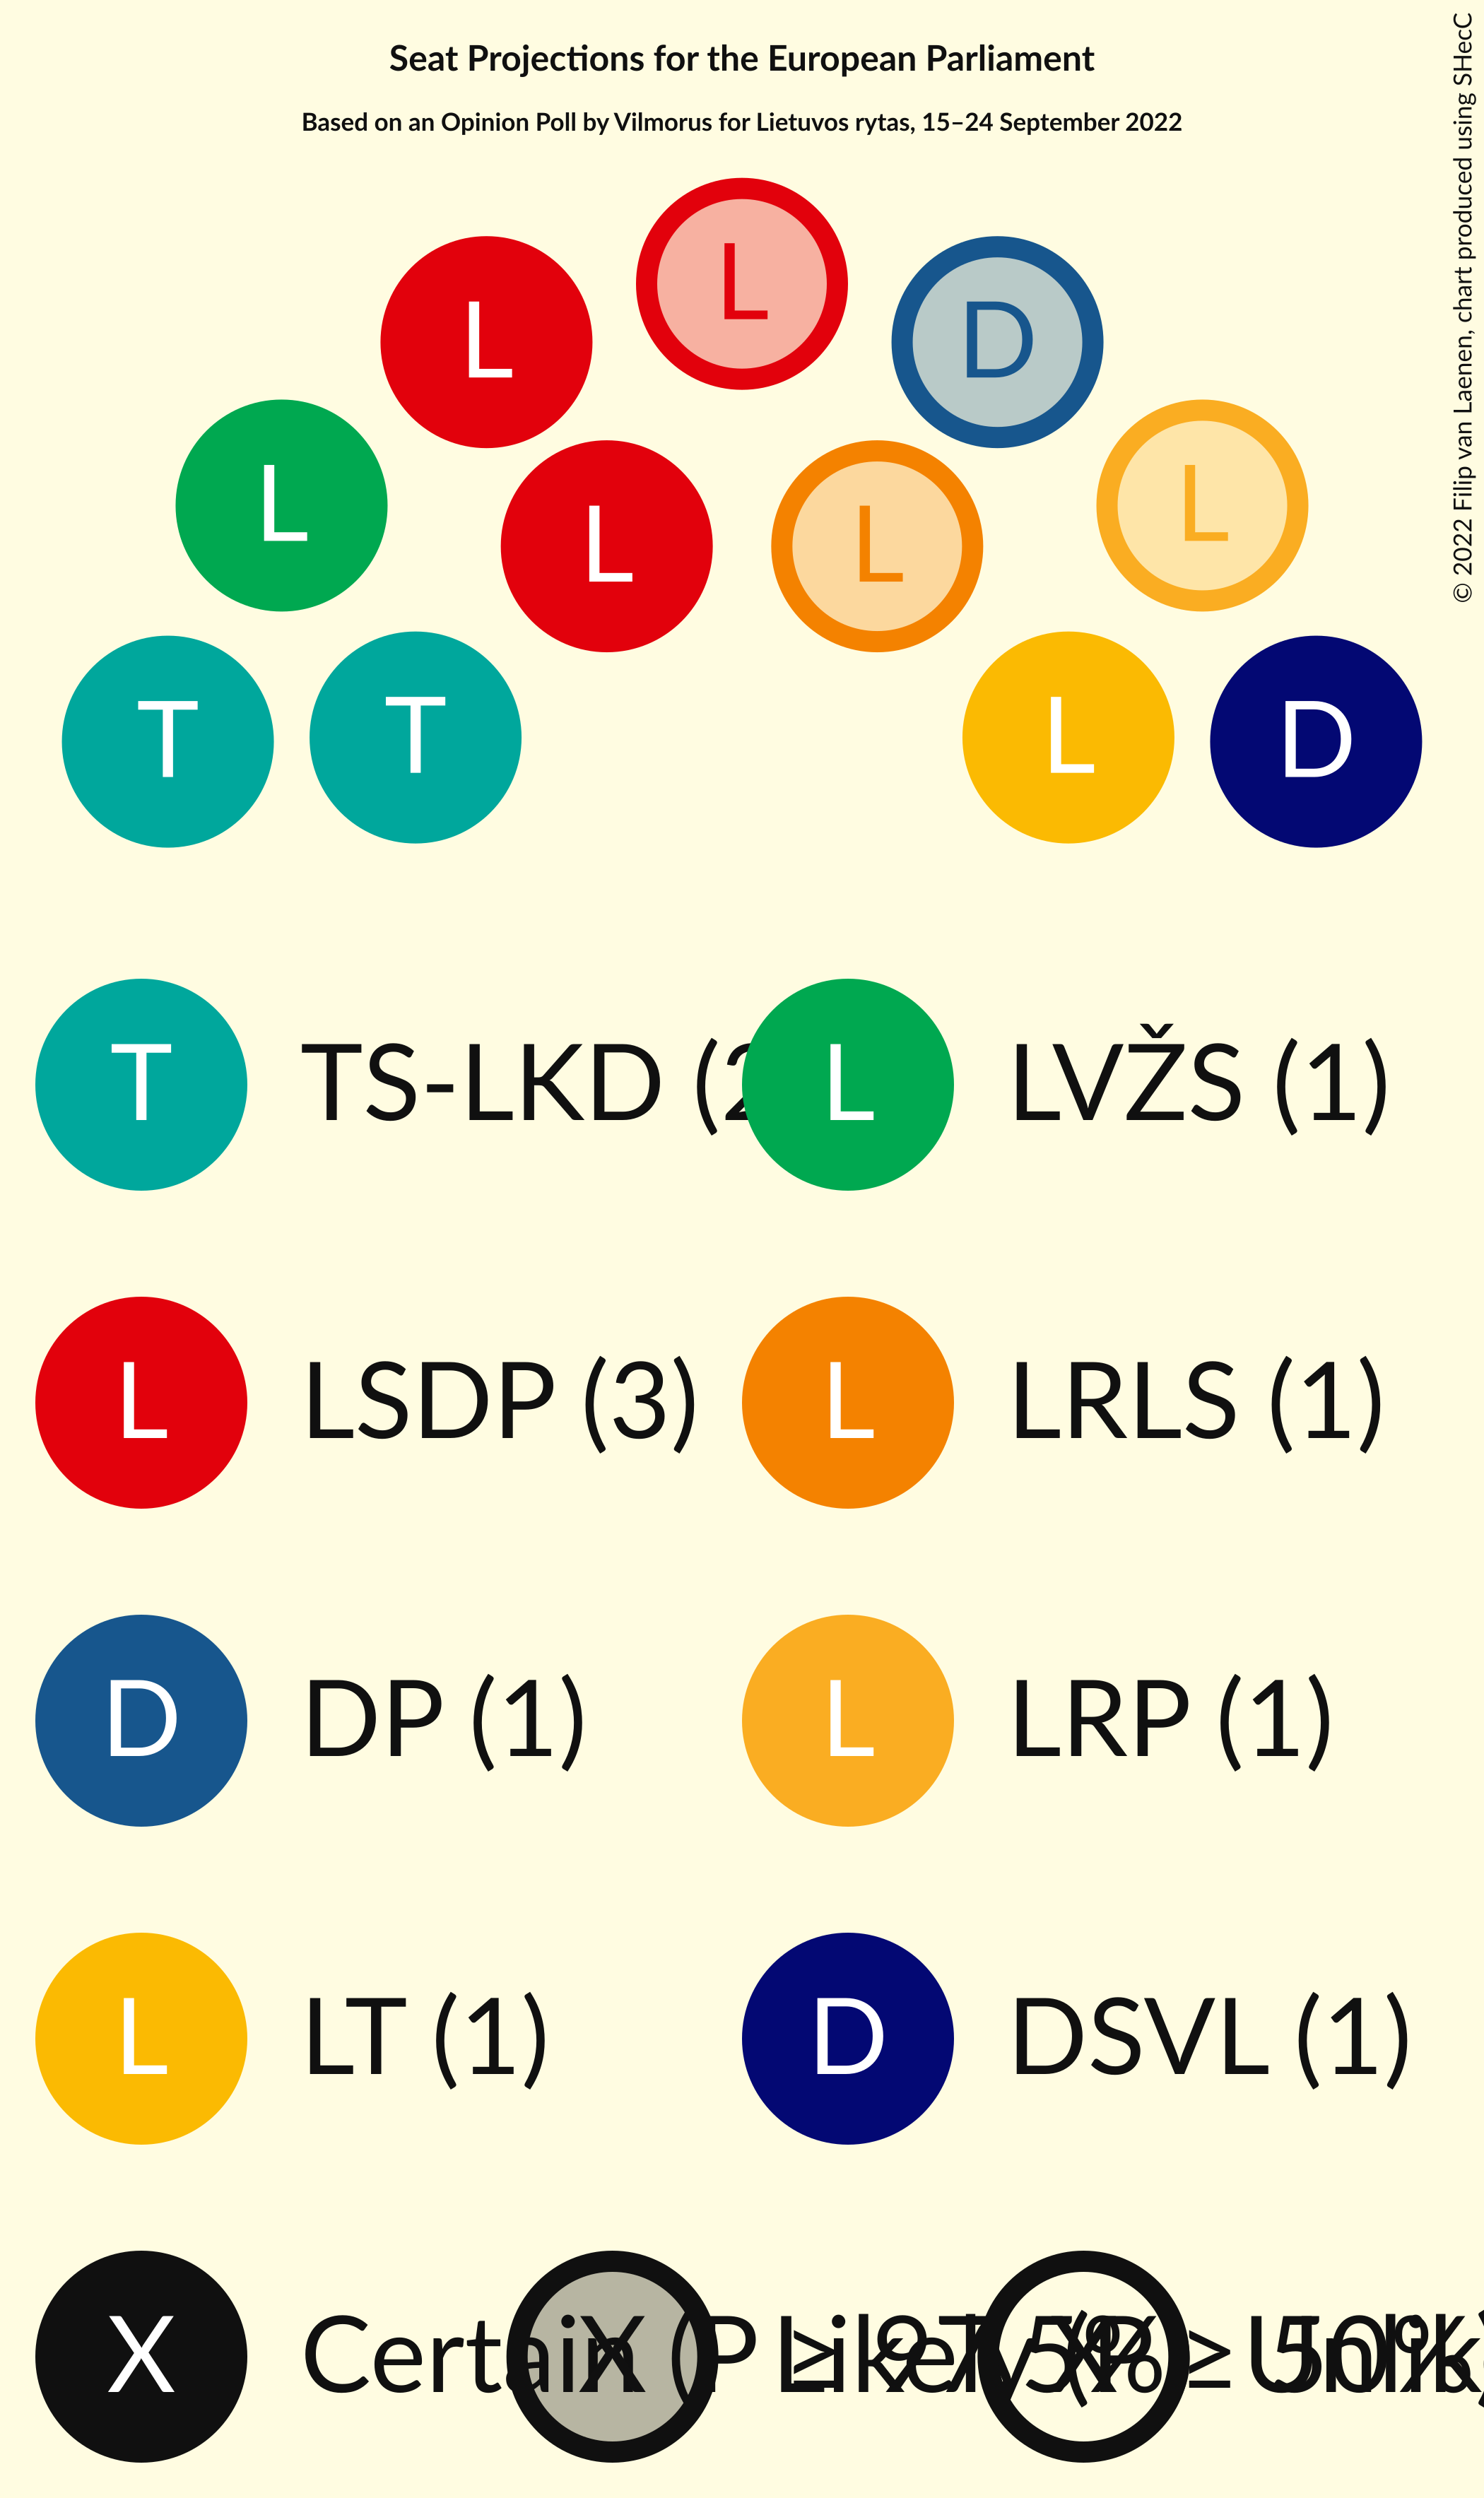 Seat Projections for the European Parliament
Based on an Opinion Poll by Vilmorus for Lietuvos rytas, 15–24 September 2022
© 2022 Filip van Laenen, chart produced using SHecC
L
L
D
L
L
L
L
T
T
L
D
T TS-LKD (2 L LVŽS (1)
L LSDP (3) L LRLS (1)
D DP (1) L LRP (1)
L LT (1) D DSVL (1)
X Certain X Likely X